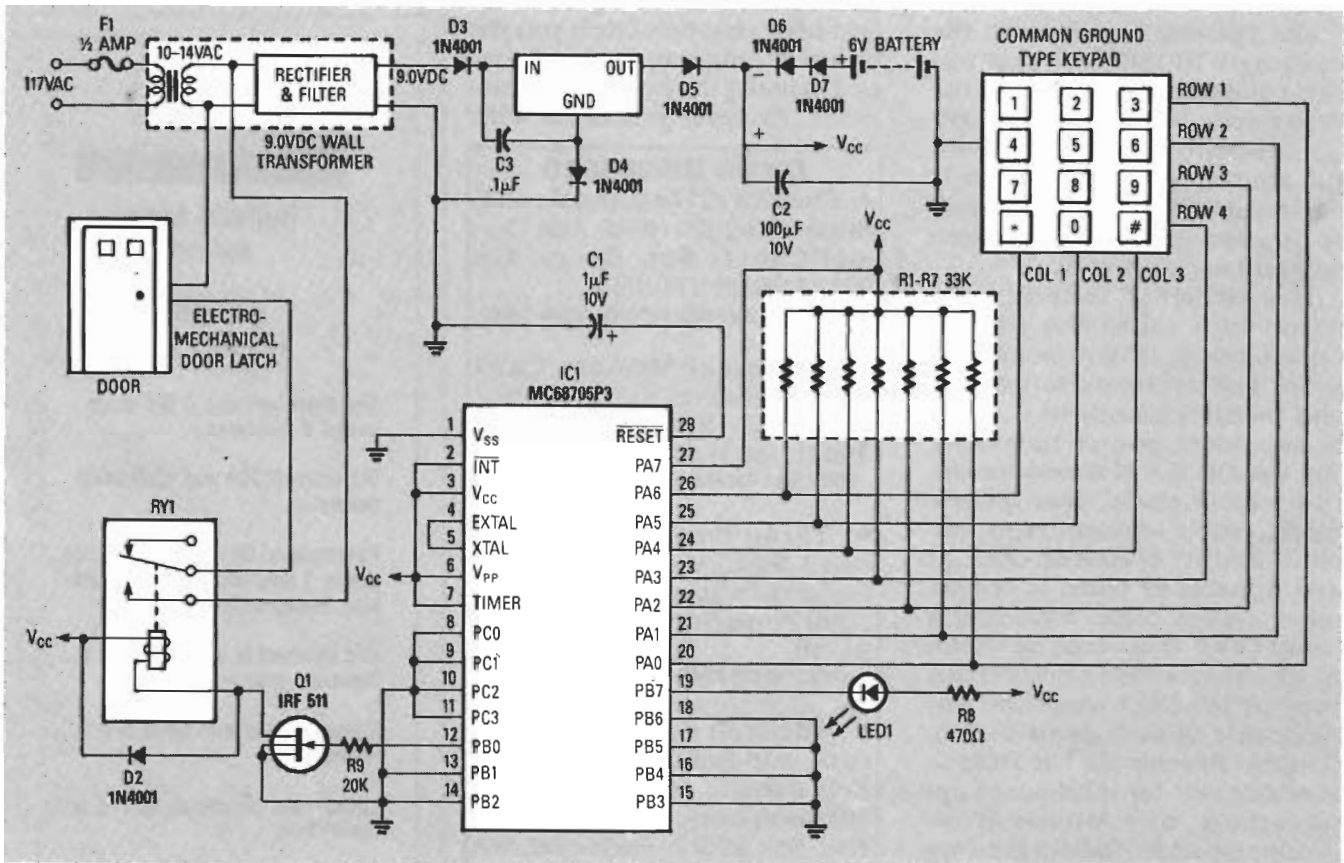 F1
½ AMP
117VAC
10–14VAC
RECTIFIER
& FILTER
9.0VDC
9.0VDC WALL
TRANSFORMER
D3
1N4001
IN
OUT
GND
C3
.1µF
D4
1N4001
D5
1N4001
D6
1N4001
D7
1N4001
6V BATTERY
+
−
+
VCC
C2
100µF
10V
COMMON GROUND
TYPE KEYPAD
1
2
3
4
5
6
7
8
9
*
0
#
ROW 1
ROW 2
ROW 3
ROW 4
COL 1
COL 2
COL 3
DOOR
ELECTRO-
MECHANICAL
DOOR LATCH
C1
1µF
10V
+
VCC
R1-R7 33K
IC1
MC68705P3
1
VSS
2
INT
3
VCC
4
EXTAL
5
XTAL
6
VPP
7
TIMER
8
PC0
9
PC1
10
PC2
11
PC3
12
PB0
13
PB1
14
PB2
RESET
28
PA7
27
PA6
26
PA5
25
PA4
24
PA3
23
PA2
22
PA1
21
PA0
20
PB7
19
PB6
18
PB5
17
PB4
16
PB3
15
VCC
RY1
VCC
D2
1N4001
Q1
IRF 511
R9
20K
LED1
R8
470Ω
VCC